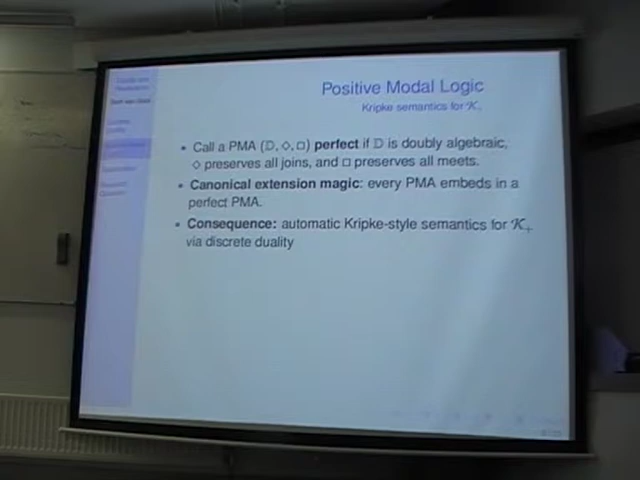 Positive Modal Logic
Kripke semantics for 𝒦₊
• Call a PMA (𝔻, ◇, □) perfect if 𝔻 is doubly algebraic,
◇ preserves all joins, and □ preserves all meets.
• Canonical extension magic: every PMA embeds in a
perfect PMA.
• Consequence: automatic Kripke-style semantics for 𝒦₊
via discrete duality